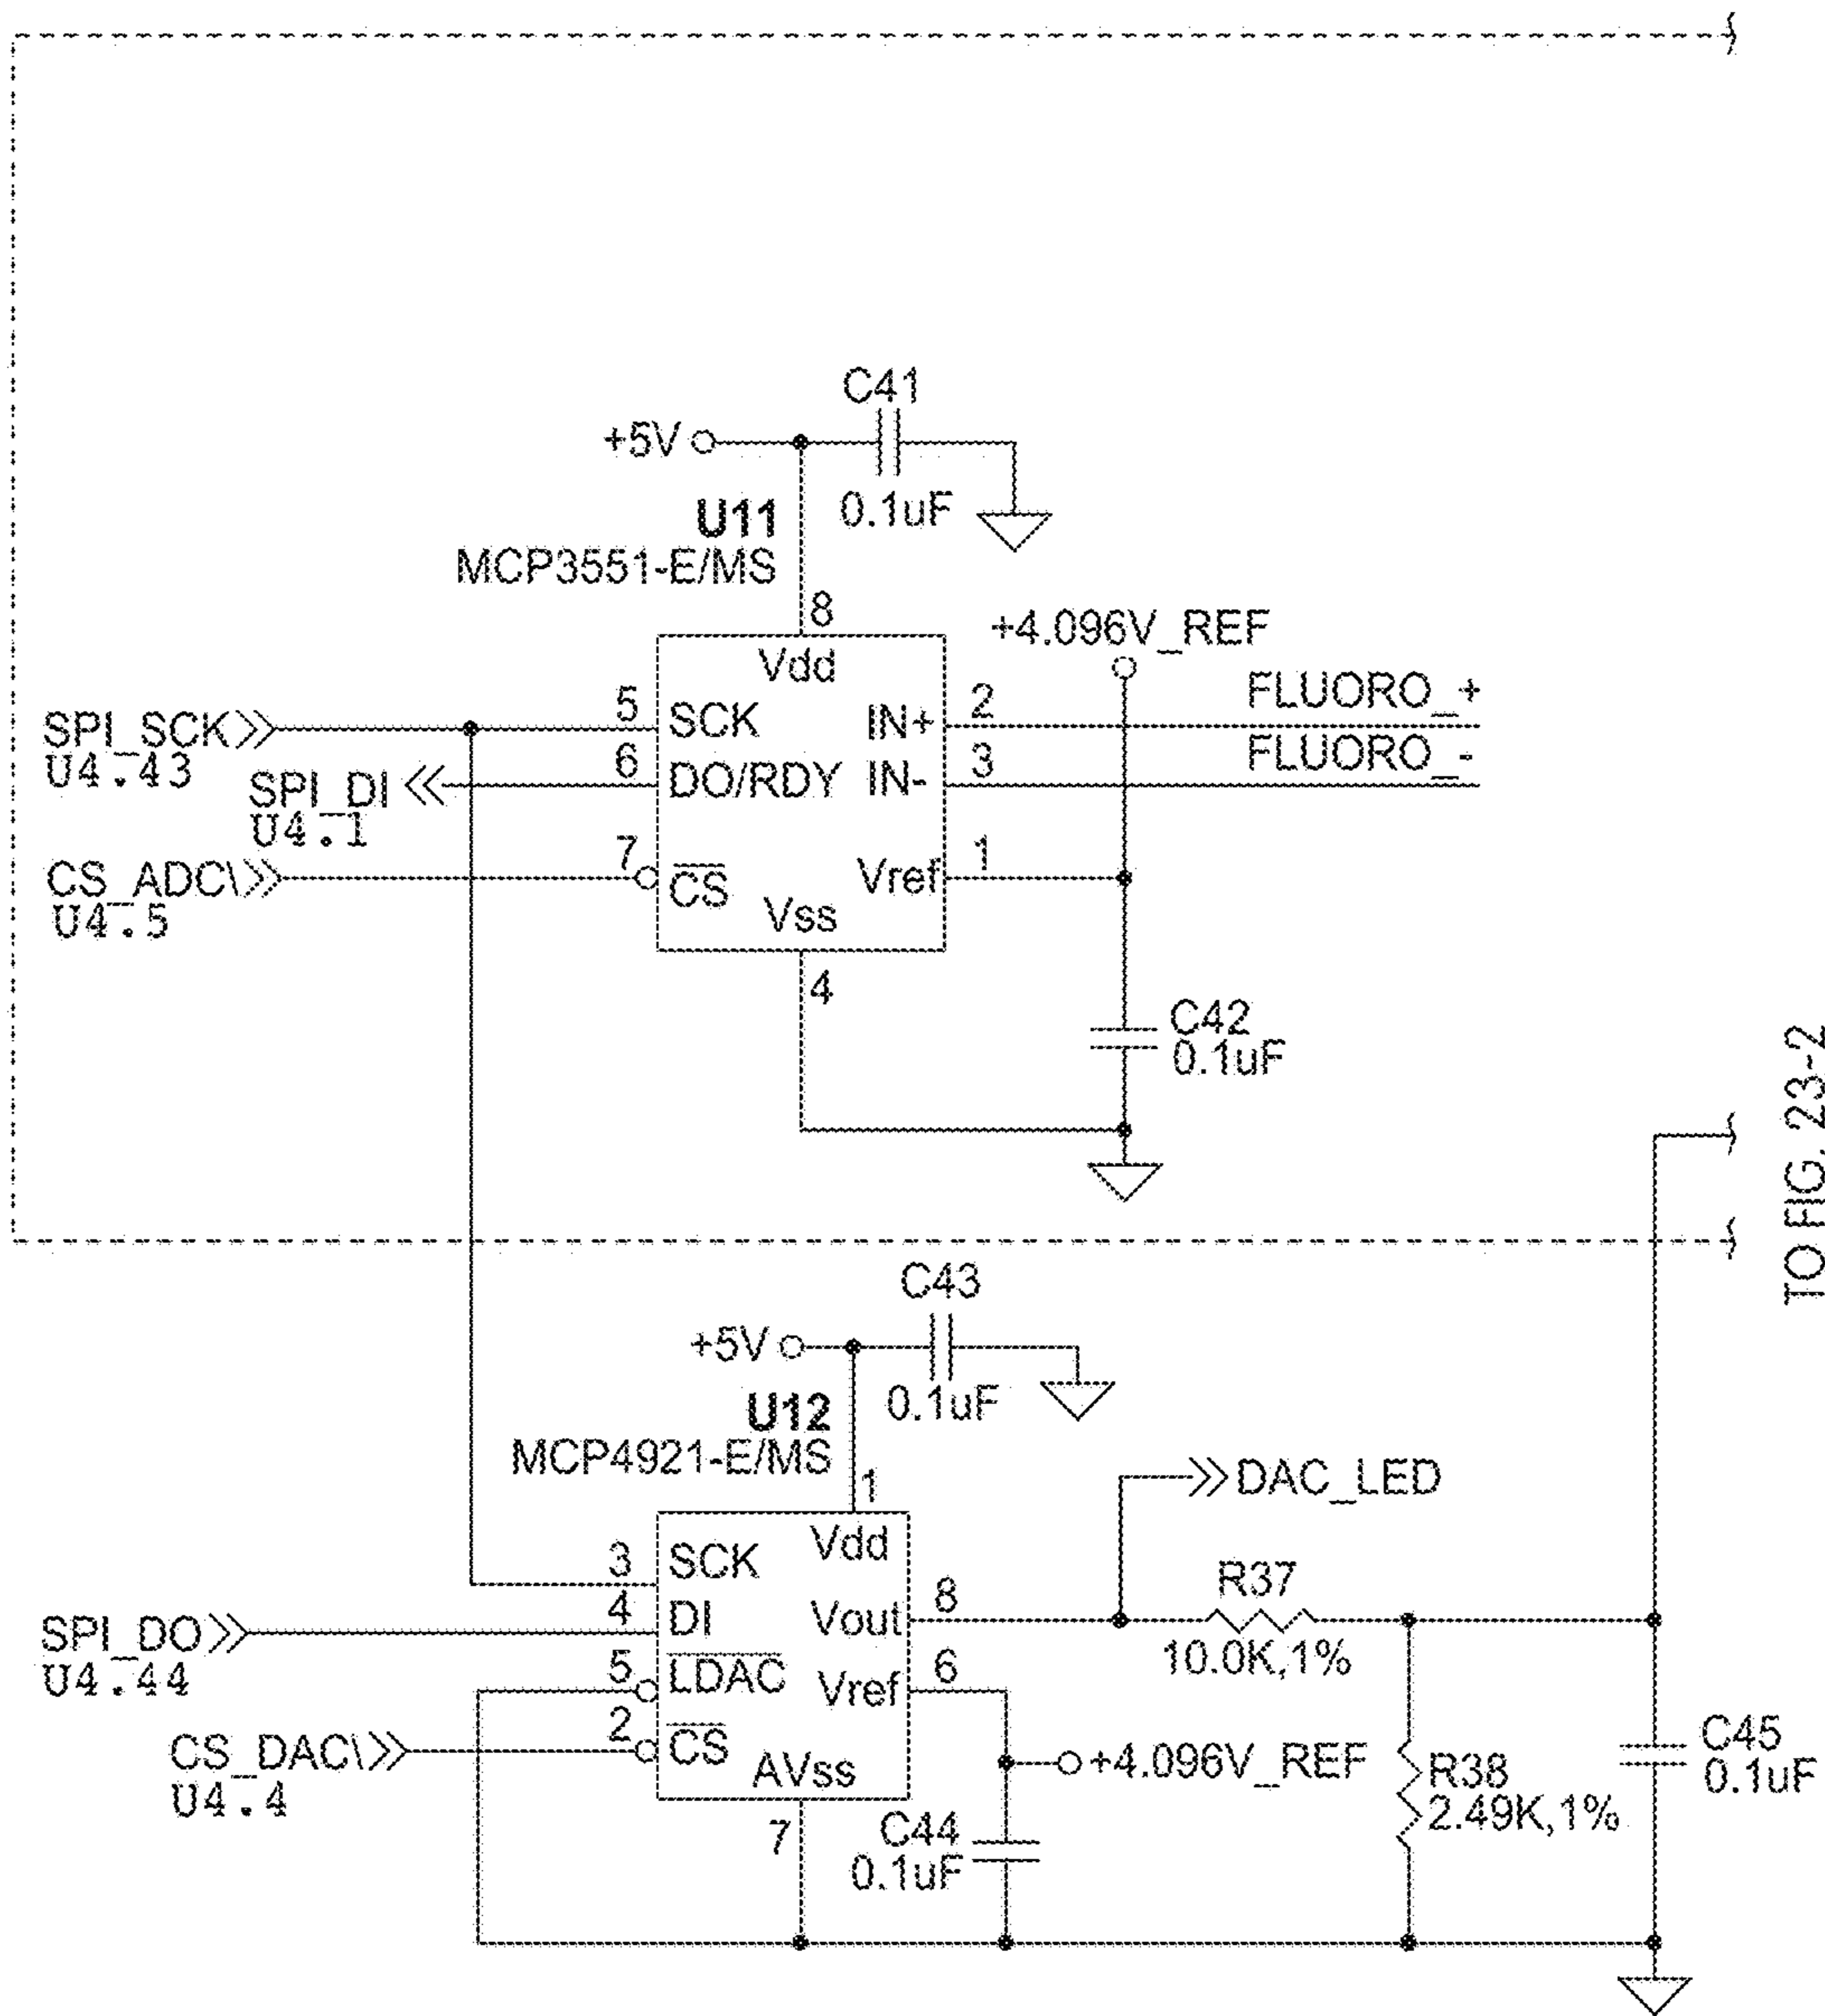 C41
+5V
0.1uF
U11
MCP3551-E/MS
8
+4.096V_REF
Vdd
FLUORO_+
SPI_SCK
5
SCK
IN+
2
U4.43
FLUORO_-
SPI_DI
6
DO/RDY
IN-
3
U4.1
CS_ADC\
7
CS
Vref
1
U4.5
Vss
4
C42
0.1uF
TO FIG. 23-2
C43
+5V
0.1uF
U12
MCP4921-E/MS
1
DAC_LED
Vdd
3
SCK
R37
4
DI
Vout
8
SPI_DO
10.0K,1%
U4.44
5
LDAC
Vref
6
2
CS
CS_DAC\
+4.096V_REF
C45
U4.4
AVss
R38
0.1uF
2.49K,1%
7
C44
0.1uF